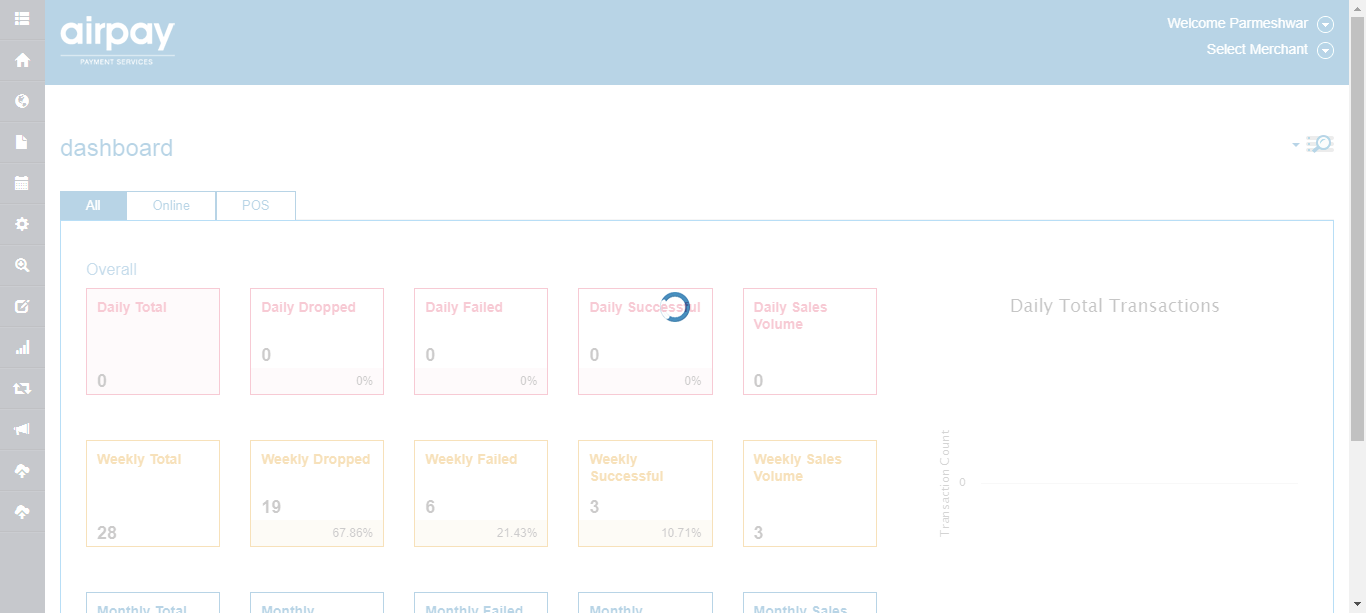 airpay
PAYMENT SERVICES
Welcome Parmeshwar
Select Merchant
dashboard
All
Online
POS
Overall
Daily Total
0
Daily Dropped
0
0%
Daily Failed
0
0%
Daily Successful
0
0%
Daily Sales
Volume
0
Daily Total Transactions
Transaction Count
0
Weekly Total
28
Weekly Dropped
19
67.86%
Weekly Failed
6
21.43%
Weekly
Successful
3
10.71%
Weekly Sales
Volume
3
Monthly Total
Monthly
Monthly Failed
Monthly
Monthly Sales